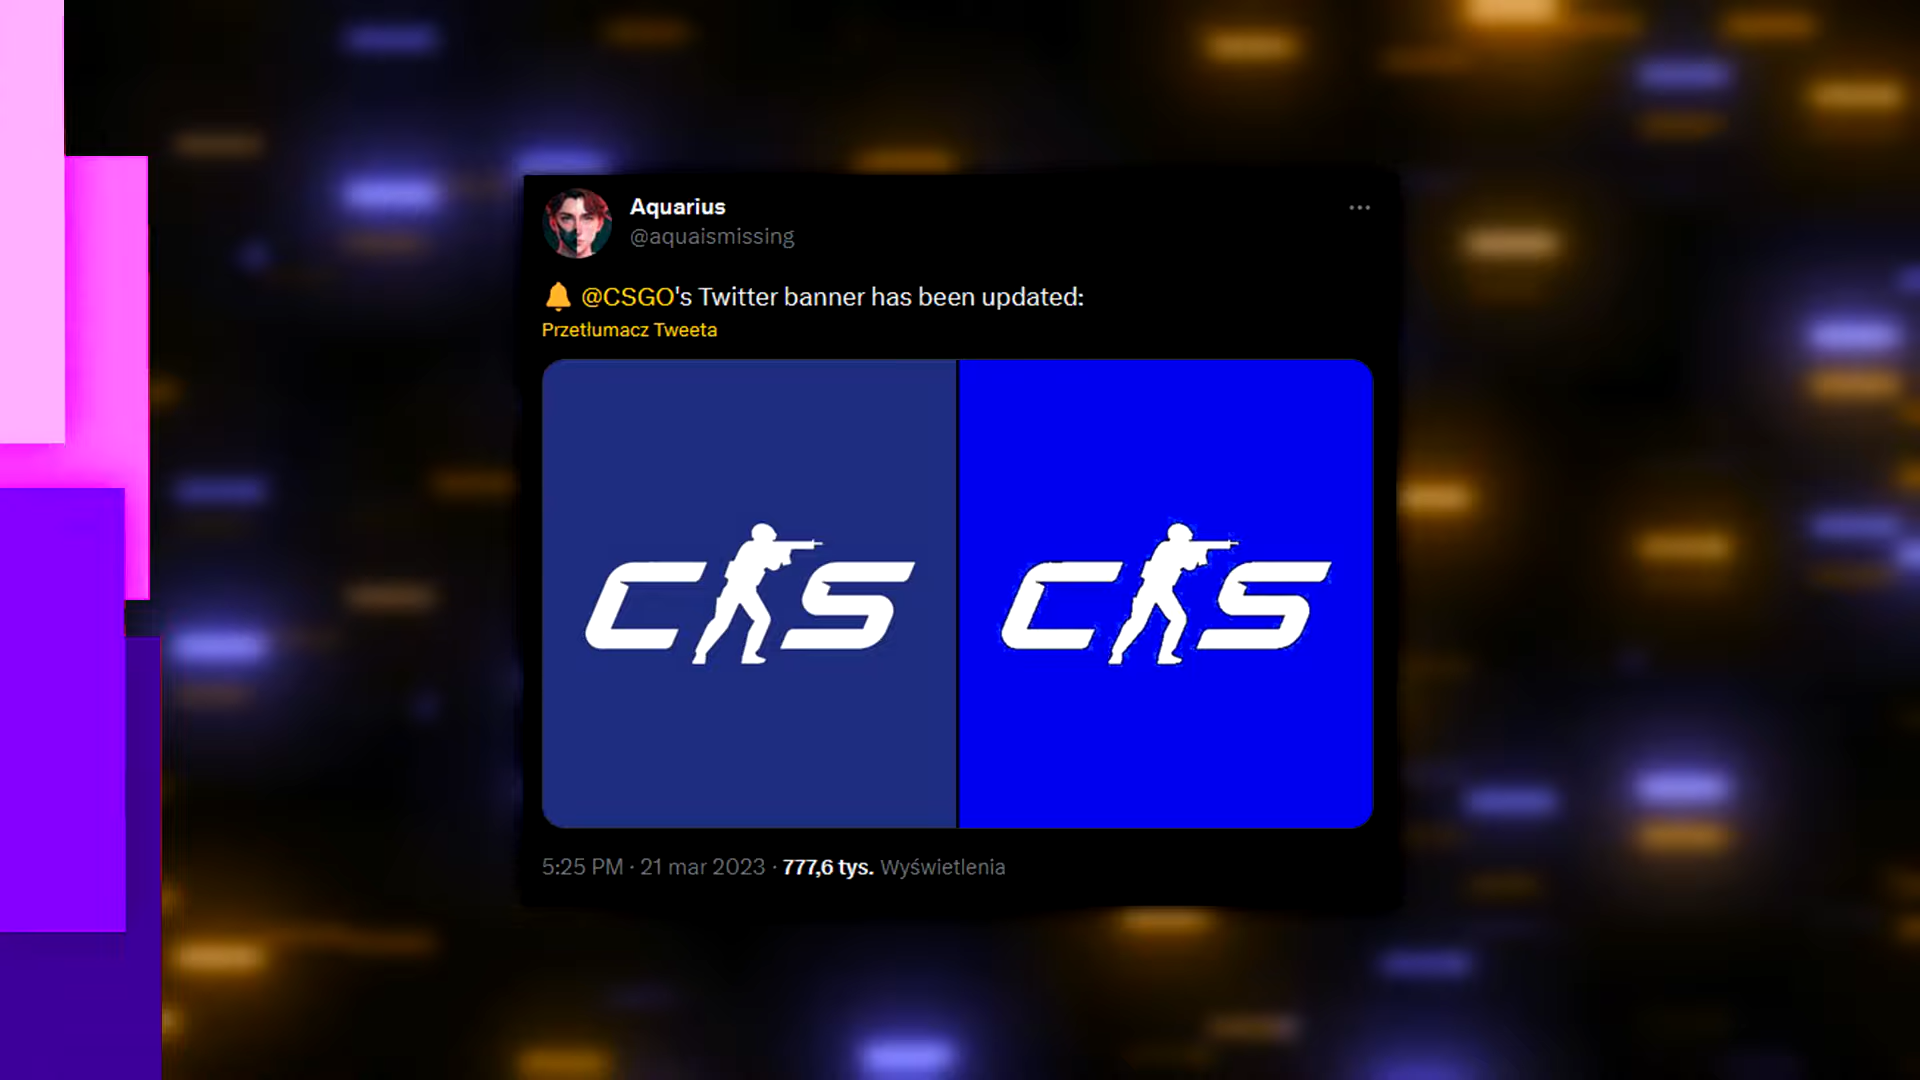 Aquarius
@aquaismissing
🔔 @CSGO's Twitter banner has been updated:
Przetłumacz Tweeta
CS CS
5:25 PM · 21 mar 2023 · 777,6 tys. Wyświetlenia